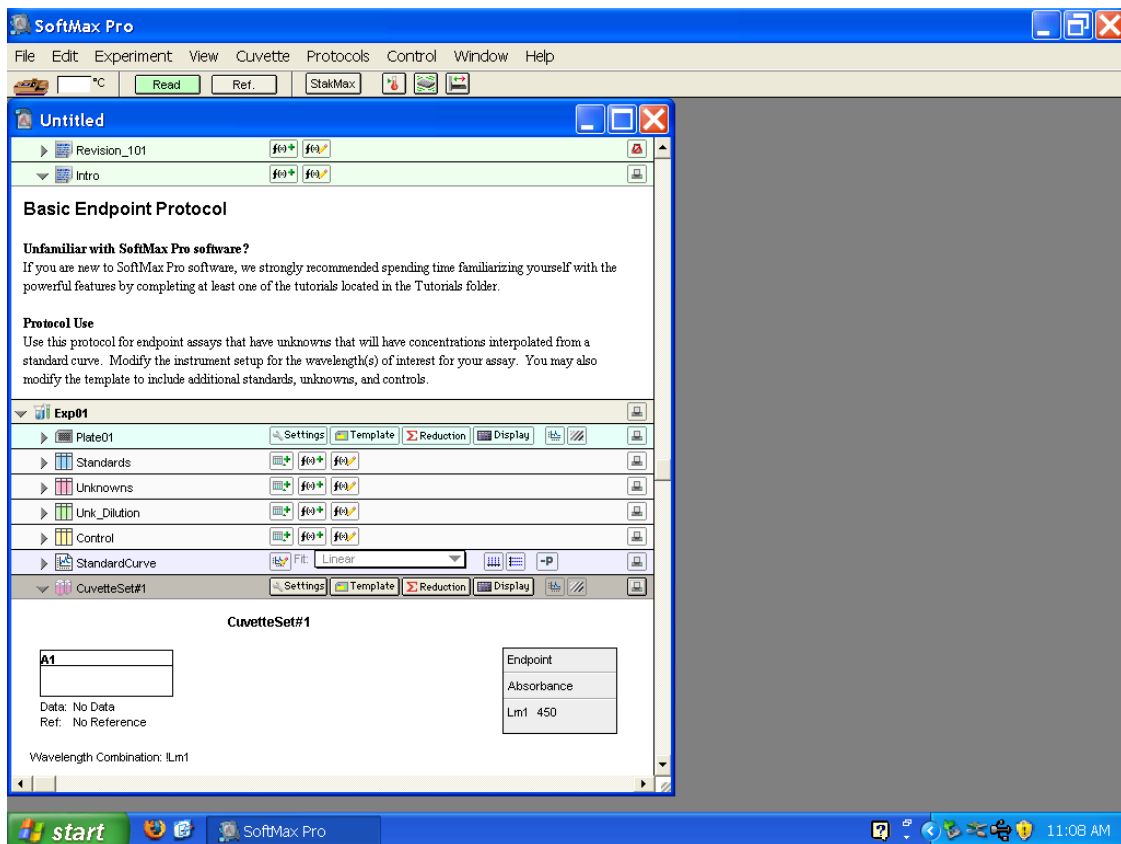 SoftMax Pro
File Edit Experiment View Cuvette Protocols Control Window Help
°C Read Ref. StakMax
Untitled
Revision_101 f(x)+ f(x)
Intro f(x)+ f(x)
Basic Endpoint Protocol
Unfamiliar with SoftMax Pro software?
If you are new to SoftMax Pro software, we strongly recommended spending time familiarizing yourself with the
powerful features by completing at least one of the tutorials located in the Tutorials folder.
Protocol Use
Use this protocol for endpoint assays that have unknowns that will have concentrations interpolated from a
standard curve. Modify the instrument setup for the wavelength(s) of interest for your assay. You may also
modify the template to include additional standards, unknowns, and controls.
Exp01
Plate01 Settings Template Σ Reduction Display
Standards f(x)+ f(x)
Unknowns f(x)+ f(x)
Unk_Dilution f(x)+ f(x)
Control f(x)+ f(x)
StandardCurve Fit: Linear -P
CuvetteSet#1 Settings Template Σ Reduction Display
CuvetteSet#1
A1
Data: No Data
Ref: No Reference
Endpoint
Absorbance
Lm1 450
Wavelength Combination: !Lm1
start SoftMax Pro 11:08 AM